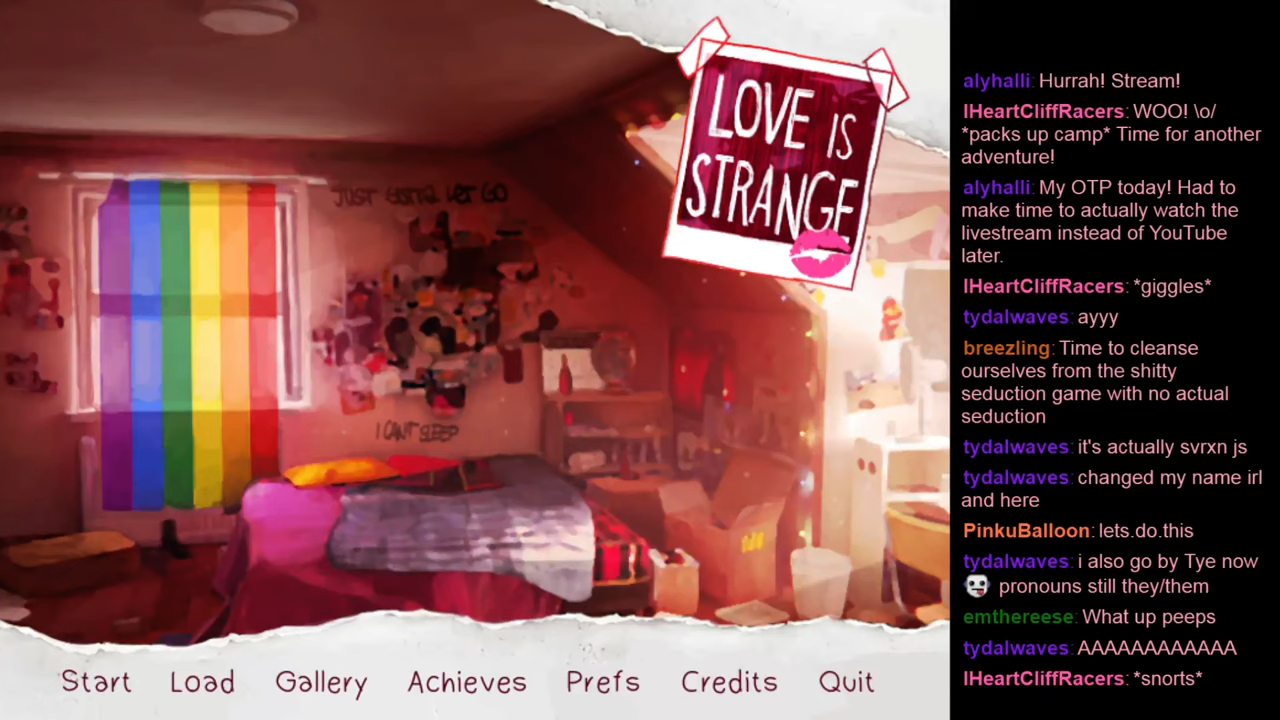 JUST GOTTA LET GO
I CAN'T SLEEP
LOVE IS
STRANGE
Start Load Gallery Achieves Prefs Credits Quit
alyhalli: Hurrah! Stream!
IHeartCliffRacers: WOO! \o/
*packs up camp* Time for another
adventure!
alyhalli: My OTP today! Had to
make time to actually watch the
livestream instead of YouTube
later.
IHeartCliffRacers: *giggles*
tydalwaves: ayyy
breezling: Time to cleanse
ourselves from the shitty
seduction game with no actual
seduction
tydalwaves: it's actually svrxn js
tydalwaves: changed my name irl
and here
PinkuBalloon: lets.do.this
tydalwaves: i also go by Tye now
👻 pronouns still they/them
emthereese: What up peeps
tydalwaves: AAAAAAAAAAAA
IHeartCliffRacers: *snorts*